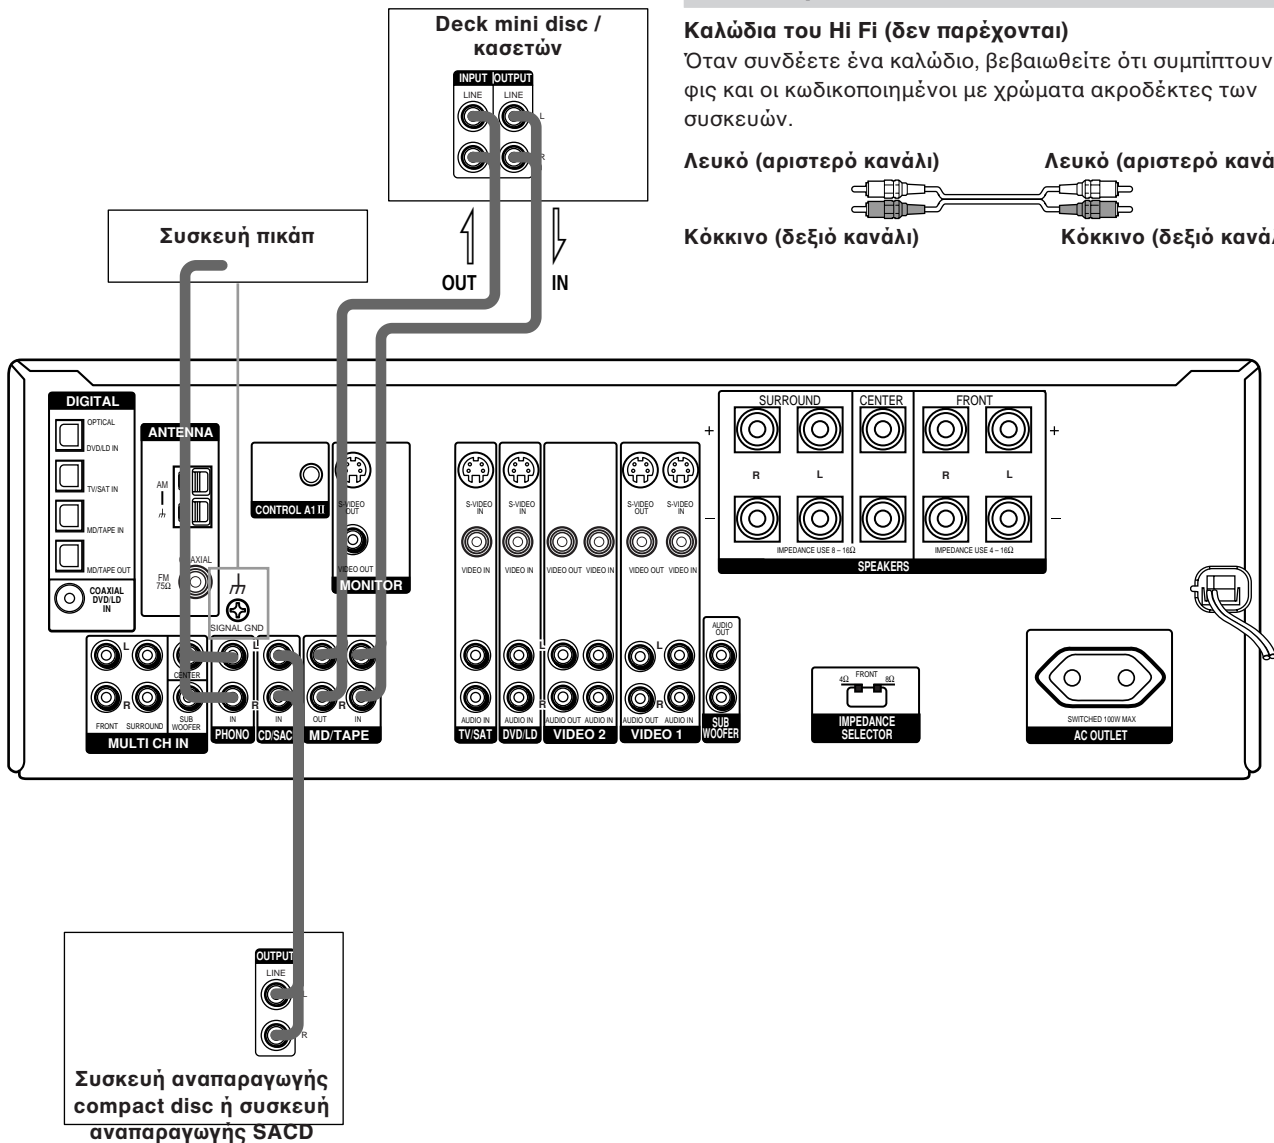 Deck mini disc /
κασετών
INPUT OUTPUT
LINE LINE
L
R
OUT IN
Καλώδια του Hi Fi (δεν παρέχονται)
Όταν συνδέετε ένα καλώδιο, βεβαιωθείτε ότι συμπίπτουν
φις και οι κωδικοποιημένοι με χρώματα ακροδέκτες των
συσκευών.
Λευκό (αριστερό κανάλι) Λευκό (αριστερό κανά
Κόκκινο (δεξιό κανάλι) Κόκκινο (δεξιό κανά
Συσκευή πικάπ
DIGITAL
OPTICAL
DVD/LD IN
TV/SAT IN
MD/TAPE IN
MD/TAPE OUT
COAXIAL
DVD/LD
IN
ANTENNA
AM
COAXIAL
FM
75Ω
SIGNAL GND
CONTROL A1 II
S-VIDEO
OUT
VIDEO OUT
MONITOR
L
CENTER
R
FRONT SURROUND SUB
WOOFER
MULTI CH IN
L
R
IN
PHONO
IN
CD/SAC
OUT R IN
MD/TAPE
S-VIDEO
IN
VIDEO IN
AUDIO IN
TV/SAT
S-VIDEO
IN
VIDEO IN
AUDIO IN
DVD/LD
VIDEO OUT VIDEO IN
L
R
AUDIO OUT AUDIO IN
VIDEO 2
S-VIDEO
OUT
S-VIDEO
IN
VIDEO OUT VIDEO IN
L
R
AUDIO OUT AUDIO IN
VIDEO 1
AUDIO
OUT
SUB
WOOFER
SURROUND CENTER FRONT
+ +
R L R L
– –
IMPEDANCE USE 8 – 16Ω IMPEDANCE USE 4 – 16Ω
SPEAKERS
FRONT
4Ω 8Ω
IMPEDANCE
SELECTOR
SWITCHED 100W MAX
AC OUTLET
OUTPUT
LINE
L
R
Συσκευή αναπαραγωγής
compact disc ή συσκευή
αναπαραγωγής SACD